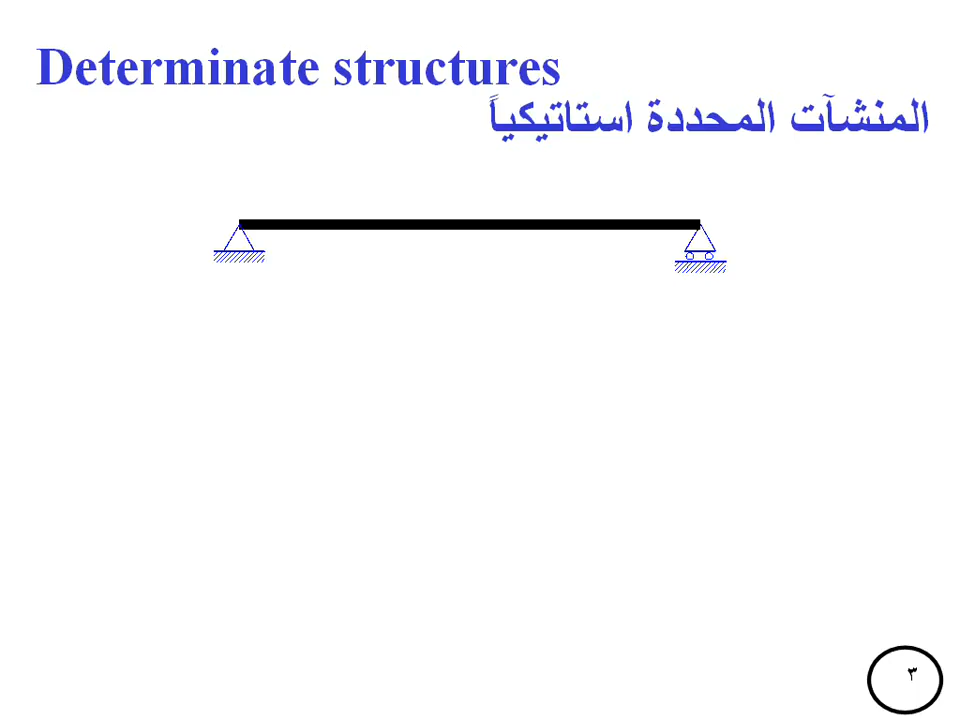 Determinate structures
المنشآت المحددة استاتيكياً
٣